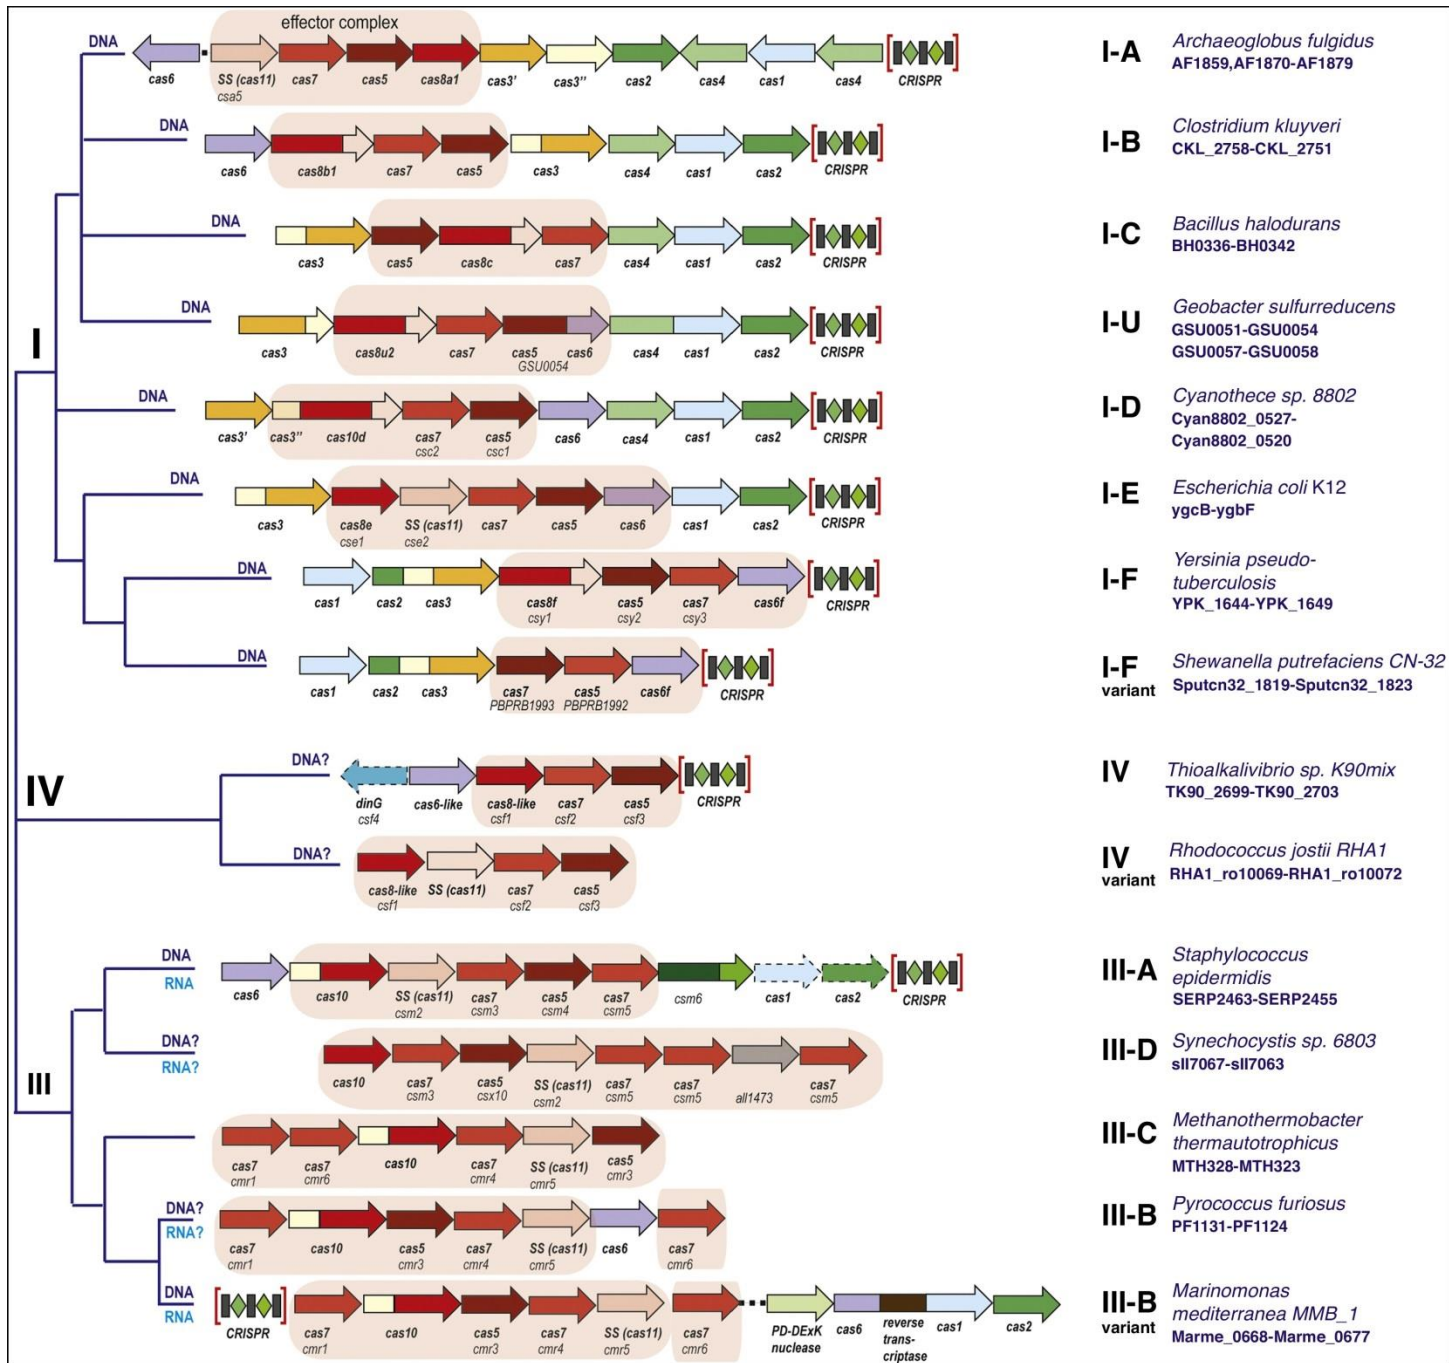 effector complex
DNA
cas6
SS (cas11)
csa5
cas7
cas5
cas8a1
cas3'
cas3''
cas2
cas4
cas1
cas4
CRISPR
I-A
Archaeoglobus fulgidus
AF1859,AF1870-AF1879
DNA
cas6
cas8b1
cas7
cas5
cas3
cas4
cas1
cas2
CRISPR
I-B
Clostridium kluyveri
CKL_2758-CKL_2751
DNA
cas3
cas5
cas8c
cas7
cas4
cas1
cas2
CRISPR
I-C
Bacillus halodurans
BH0336-BH0342
DNA
cas3
cas8u2
cas7
cas5
cas6
GSU0054
cas4
cas1
cas2
CRISPR
I-U
Geobacter sulfurreducens
GSU0051-GSU0054
GSU0057-GSU0058
I
DNA
cas3'
cas3''
cas10d
cas7
csc2
cas5
csc1
cas6
cas4
cas1
cas2
CRISPR
I-D
Cyanothece sp. 8802
Cyan8802_0527-
Cyan8802_0520
DNA
cas3
cas8e
cse1
SS (cas11)
cse2
cas7
cas5
cas6
cas1
cas2
CRISPR
I-E
Escherichia coli K12
ygcB-ygbF
DNA
cas1
cas2
cas3
cas8f
csy1
cas5
csy2
cas7
csy3
cas6f
CRISPR
I-F
Yersinia pseudo-
tuberculosis
YPK_1644-YPK_1649
DNA
cas1
cas2
cas3
cas7
PBPRB1993
cas5
PBPRB1992
cas6f
CRISPR
I-F
variant
Shewanella putrefaciens CN-32
Sputcn32_1819-Sputcn32_1823
IV
DNA?
dinG
csf4
cas6-like
cas8-like
csf1
cas7
csf2
cas5
csf3
CRISPR
IV
Thioalkalivibrio sp. K90mix
TK90_2699-TK90_2703
DNA?
cas8-like
csf1
SS (cas11)
cas7
csf2
cas5
csf3
IV
variant
Rhodococcus jostii RHA1
RHA1_ro10069-RHA1_ro10072
III
DNA
RNA
cas6
cas10
SS (cas11)
csm2
cas7
csm3
cas5
csm4
cas7
csm5
csm6
cas1
cas2
CRISPR
III-A
Staphylococcus
epidermidis
SERP2463-SERP2455
DNA?
RNA?
cas10
cas7
csm3
cas5
csx10
SS (cas11)
csm2
cas7
csm5
cas7
csm5
all1473
cas7
csm5
III-D
Synechocystis sp. 6803
sll7067-sll7063
cas7
cmr1
cas7
cmr6
cas10
cas7
cmr4
SS (cas11)
cmr5
cas5
cmr3
III-C
Methanothermobacter
thermautotrophicus
MTH328-MTH323
DNA?
RNA?
cas7
cmr1
cas10
cas5
cmr3
cas7
cmr4
SS (cas11)
cmr5
cas6
cas7
cmr6
III-B
Pyrococcus furiosus
PF1131-PF1124
DNA
RNA
CRISPR
cas7
cmr1
cas10
cas5
cmr3
cas7
cmr4
SS (cas11)
cmr5
cas7
cmr6
PD-DExK
nuclease
cas6
reverse
trans-
criptase
cas1
cas2
III-B
variant
Marinomonas
mediterranea MMB_1
Marme_0668-Marme_0677